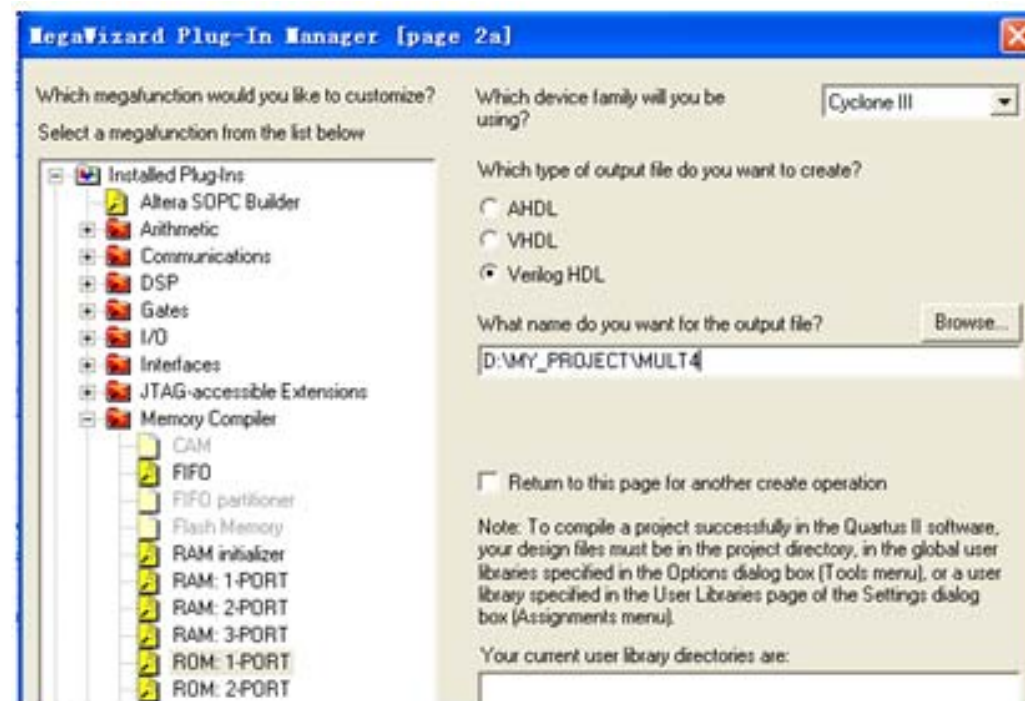 MegaWizard Plug-In Manager [page 2a]
Which megafunction would you like to customize?
Select a megafunction from the list below
Installed Plug-Ins
Altera SOPC Builder
Arithmetic
Communications
DSP
Gates
I/O
Interfaces
JTAG-accessible Extensions
Memory Compiler
CAM
FIFO
FIFO partitioner
Flash Memory
RAM initializer
RAM: 1-PORT
RAM: 2-PORT
RAM: 3-PORT
ROM: 1-PORT
ROM: 2-PORT
Which device family will you be
using?
Cyclone III
Which type of output file do you want to create?
AHDL
VHDL
Verilog HDL
What name do you want for the output file?
Browse...
D:\MY_PROJECT\MULT4
Return to this page for another create operation
Note: To compile a project successfully in the Quartus II software,
your design files must be in the project directory, in the global user
libraries specified in the Options dialog box (Tools menu), or a user
library specified in the User Libraries page of the Settings dialog
box (Assignments menu).
Your current user library directories are: